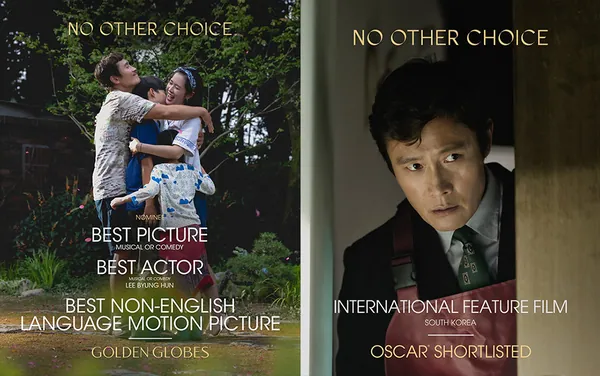 NO OTHER CHOICE
NOMINEE
BEST PICTURE
MUSICAL OR COMEDY
BEST ACTOR
MUSICAL OR COMEDY
LEE BYUNG HUN
BEST NON-ENGLISH
LANGUAGE MOTION PICTURE
GOLDEN GLOBES
NO OTHER CHOICE
INTERNATIONAL FEATURE FILM
SOUTH KOREA
OSCAR® SHORTLISTED